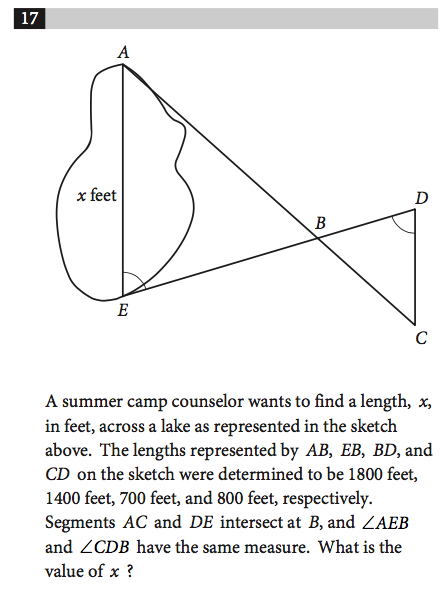 17
A
x feet
D
B
E
C
A summer camp counselor wants to find a length, x,
in feet, across a lake as represented in the sketch
above. The lengths represented by AB, EB, BD, and
CD on the sketch were determined to be 1800 feet,
1400 feet, 700 feet, and 800 feet, respectively.
Segments AC and DE intersect at B, and ∠AEB
and ∠CDB have the same measure. What is the
value of x ?